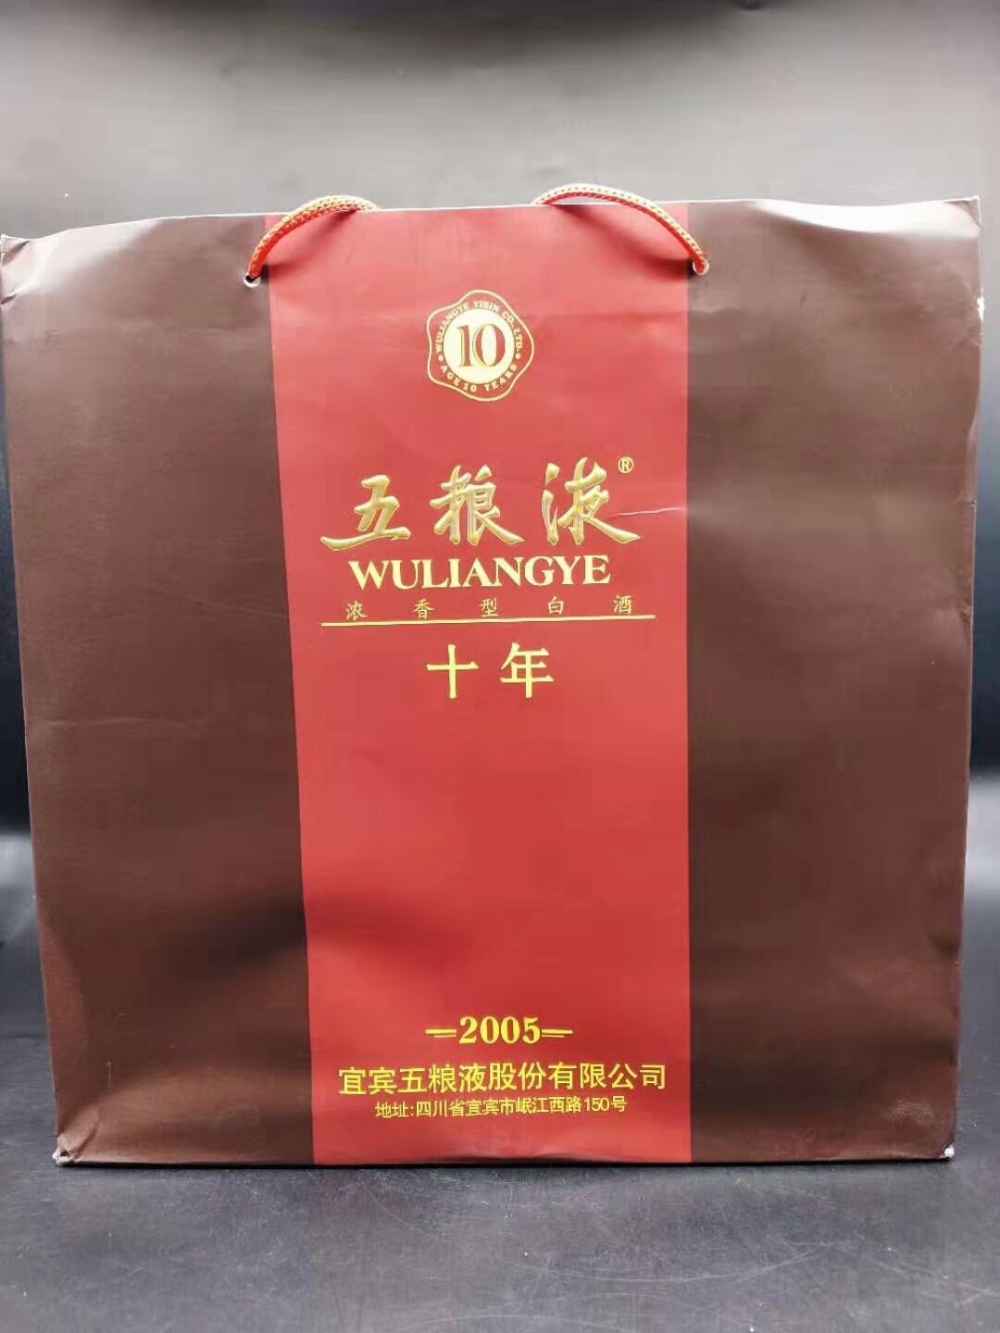 WULIANGYE YIBIN CO., LTD.
10
AGE 10 YEARS
五粮液®
WULIANGYE
浓香型白酒
十年
2005
宜宾五粮液股份有限公司
地址:四川省宜宾市岷江西路150号